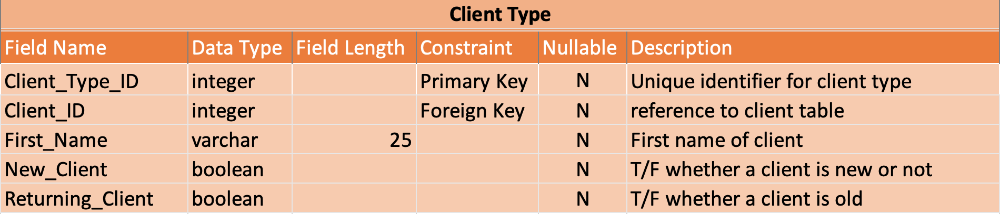 Client Type
Field Name Data Type Field Length Constraint Nullable Description
Client_Type_ID integer Primary Key N Unique identifier for client type
Client_ID integer Foreign Key N reference to client table
First_Name varchar 25 N First name of client
New_Client boolean N T/F whether a client is new or not
Returning_Client boolean N T/F whether a client is old